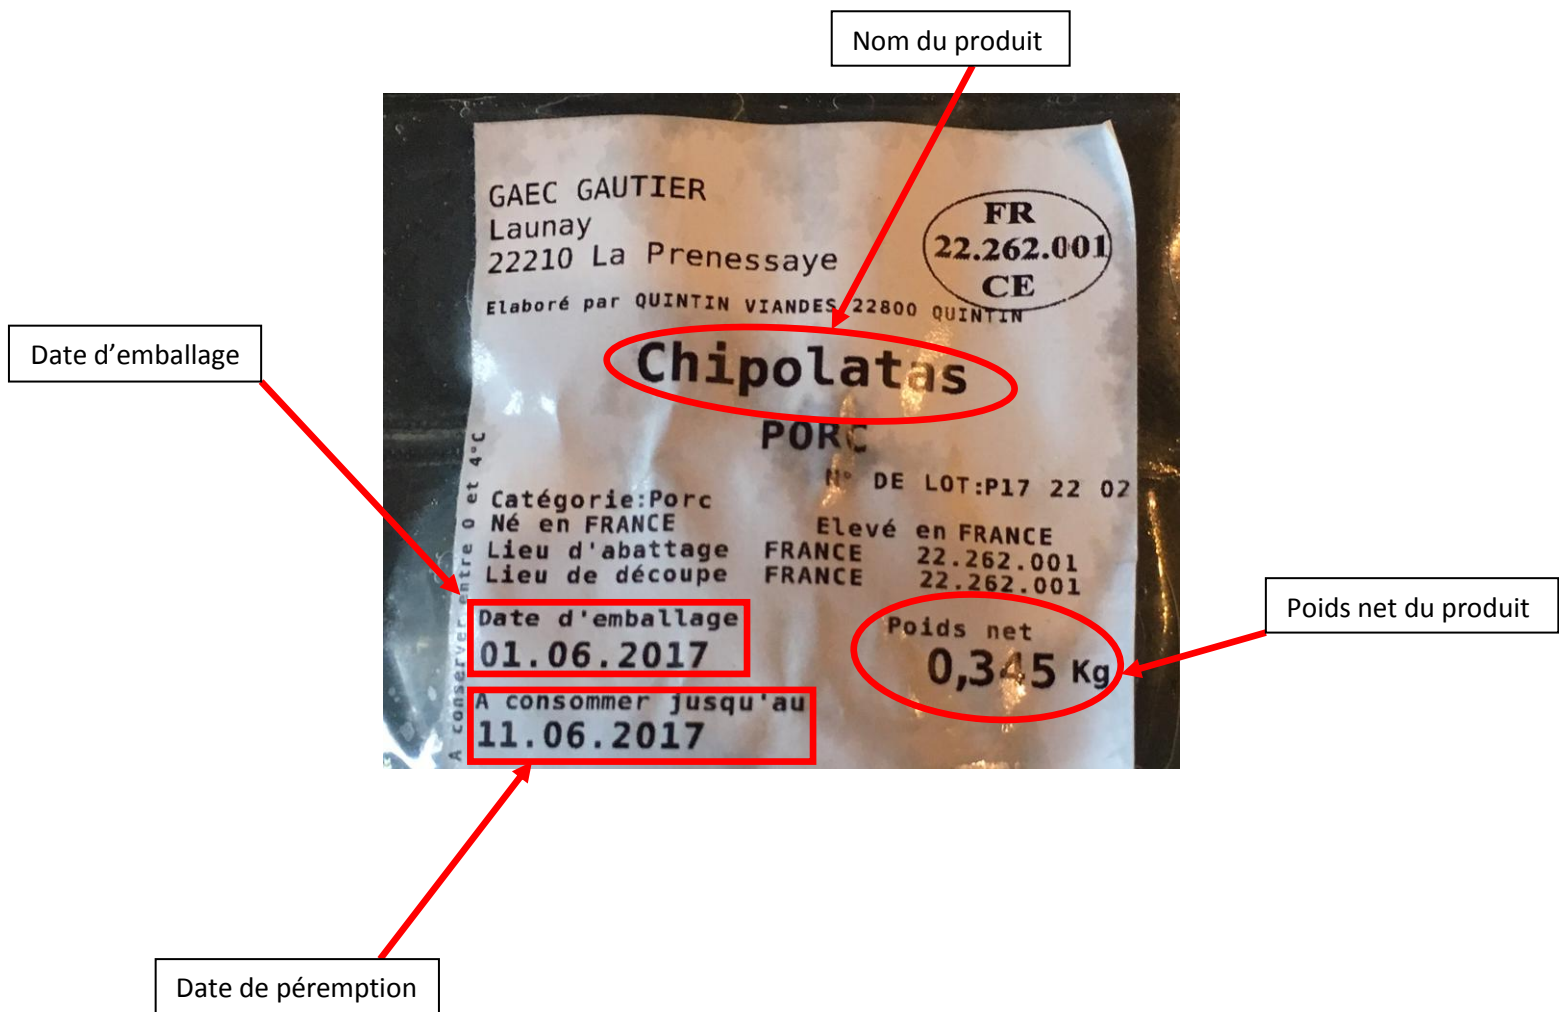 Nom du produit
GAEC GAUTIER
Launay
22210 La Prenessaye
FR
22.262.001
CE
Elaboré par QUINTIN VIANDES 22800 QUINTIN
Date d’emballage
Chipolatas
PORC
N° DE LOT:P17 22 02
Catégorie:Porc
Né en FRANCE Elevé en FRANCE
Lieu d'abattage FRANCE 22.262.001
Lieu de découpe FRANCE 22.262.001
A conserver entre 0 et 4°C
Date d'emballage
01.06.2017
Poids net
0,345 Kg
Poids net du produit
A consommer jusqu'au
11.06.2017
Date de péremption